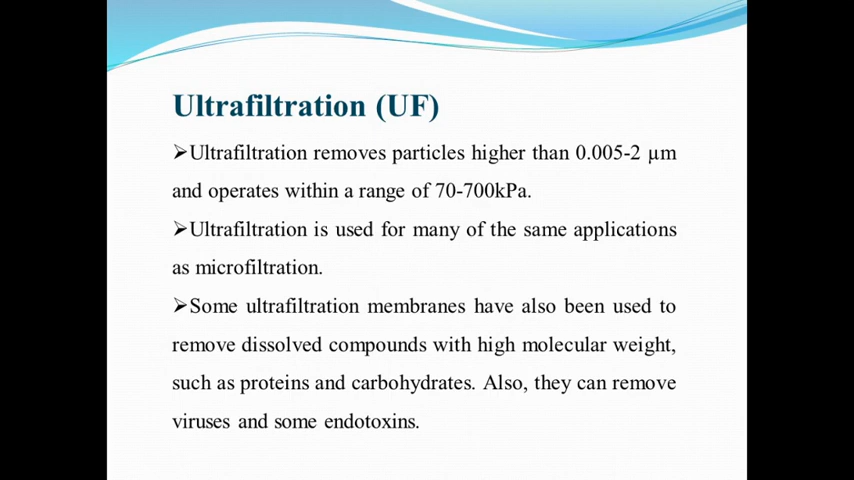 Ultrafiltration (UF)
➢Ultrafiltration removes particles higher than 0.005-2 µm
and operates within a range of 70-700kPa.
➢Ultrafiltration is used for many of the same applications
as microfiltration.
➢Some ultrafiltration membranes have also been used to
remove dissolved compounds with high molecular weight,
such as proteins and carbohydrates. Also, they can remove
viruses and some endotoxins.